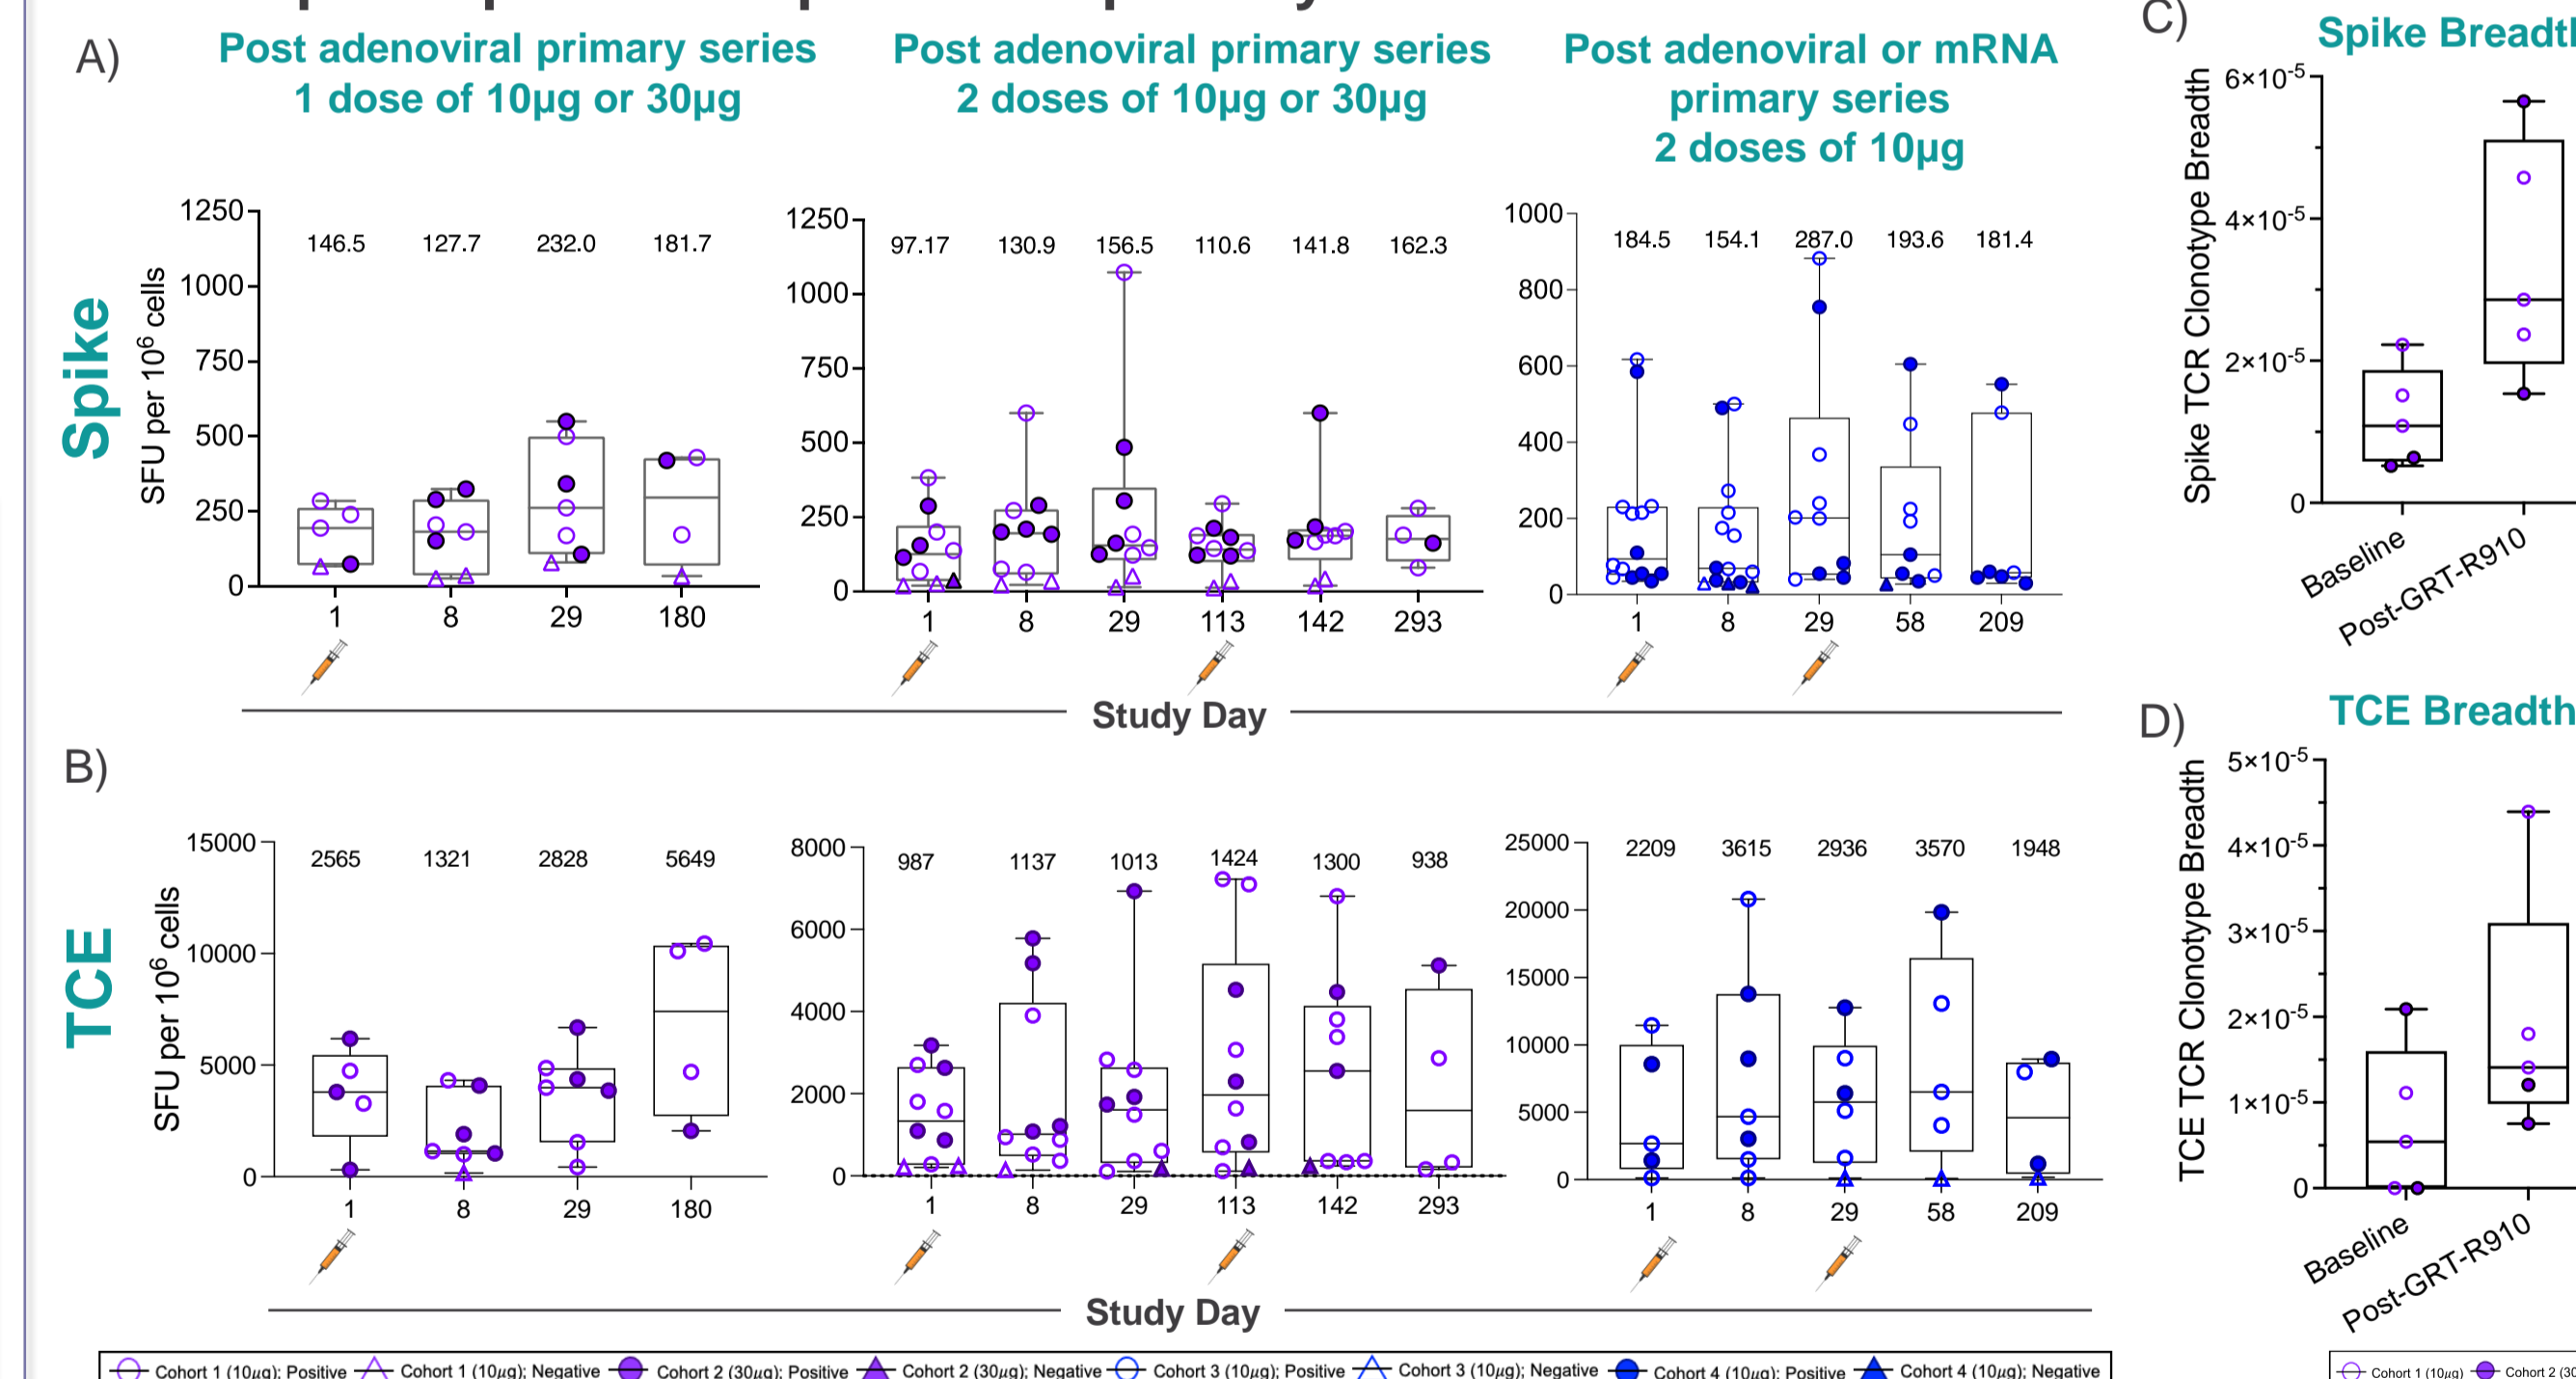 A)
Post adenoviral primary series
1 dose of 10µg or 30µg
Post adenoviral primary series
2 doses of 10µg or 30µg
Post adenoviral or mRNA
primary series
2 doses of 10µg
Spike
SFU per 10⁶ cells
1250
1000
750
500
250
0
146.5 127.7 232.0 181.7
1 8 29 180
1250
1000
750
500
250
0
97.17 130.9 156.5 110.6 141.8 162.3
1 8 29 113 142 293
1000
800
600
400
200
0
184.5 154.1 287.0 193.6 181.4
1 8 29 58 209
Study Day
B)
TCE
SFU per 10⁶ cells
15000
10000
5000
0
2565 1321 2828 5649
1 8 29 180
8000
6000
4000
2000
0
987 1137 1013 1424 1300 938
1 8 29 113 142 293
25000
20000
15000
10000
5000
0
2209 3615 2936 3570 1948
1 8 29 58 209
Study Day
Cohort 1 (10µg); Positive Cohort 1 (10µg); Negative Cohort 2 (30µg); Positive Cohort 2 (30µg); Negative Cohort 3 (10µg); Positive Cohort 3 (10µg); Negative Cohort 4 (10µg); Positive Cohort 4 (10µg); Negative
C)
Spike Breadth
Spike TCR Clonotype Breadth
6×10⁻⁵
4×10⁻⁵
2×10⁻⁵
0
Baseline
Post-GRT-R910
D)
TCE Breadth
TCE TCR Clonotype Breadth
5×10⁻⁵
4×10⁻⁵
3×10⁻⁵
2×10⁻⁵
1×10⁻⁵
0
Baseline
Post-GRT-R910
Cohort 1 (10µg) Cohort 2